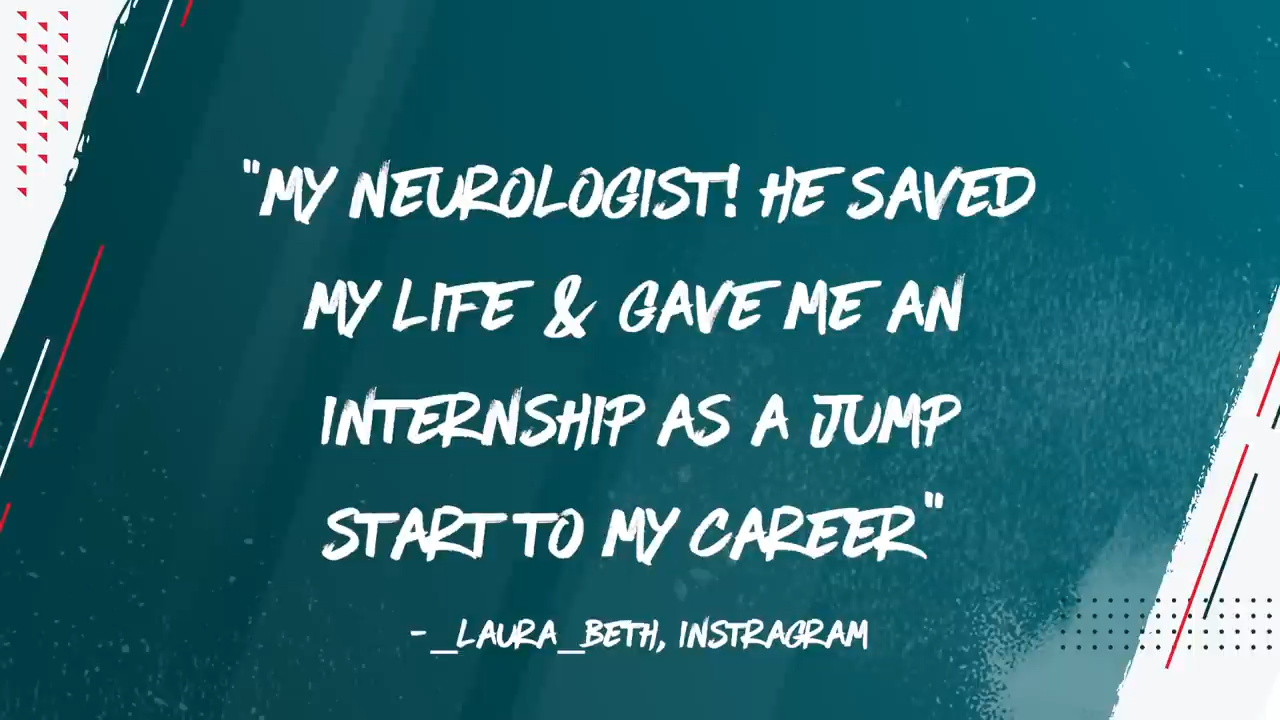 "MY NEUROLOGIST! HE SAVED
MY LIFE & GAVE ME AN
INTERNSHIP AS A JUMP
START TO MY CAREER"
- _LAURA_BETH, INSTRAGRAM